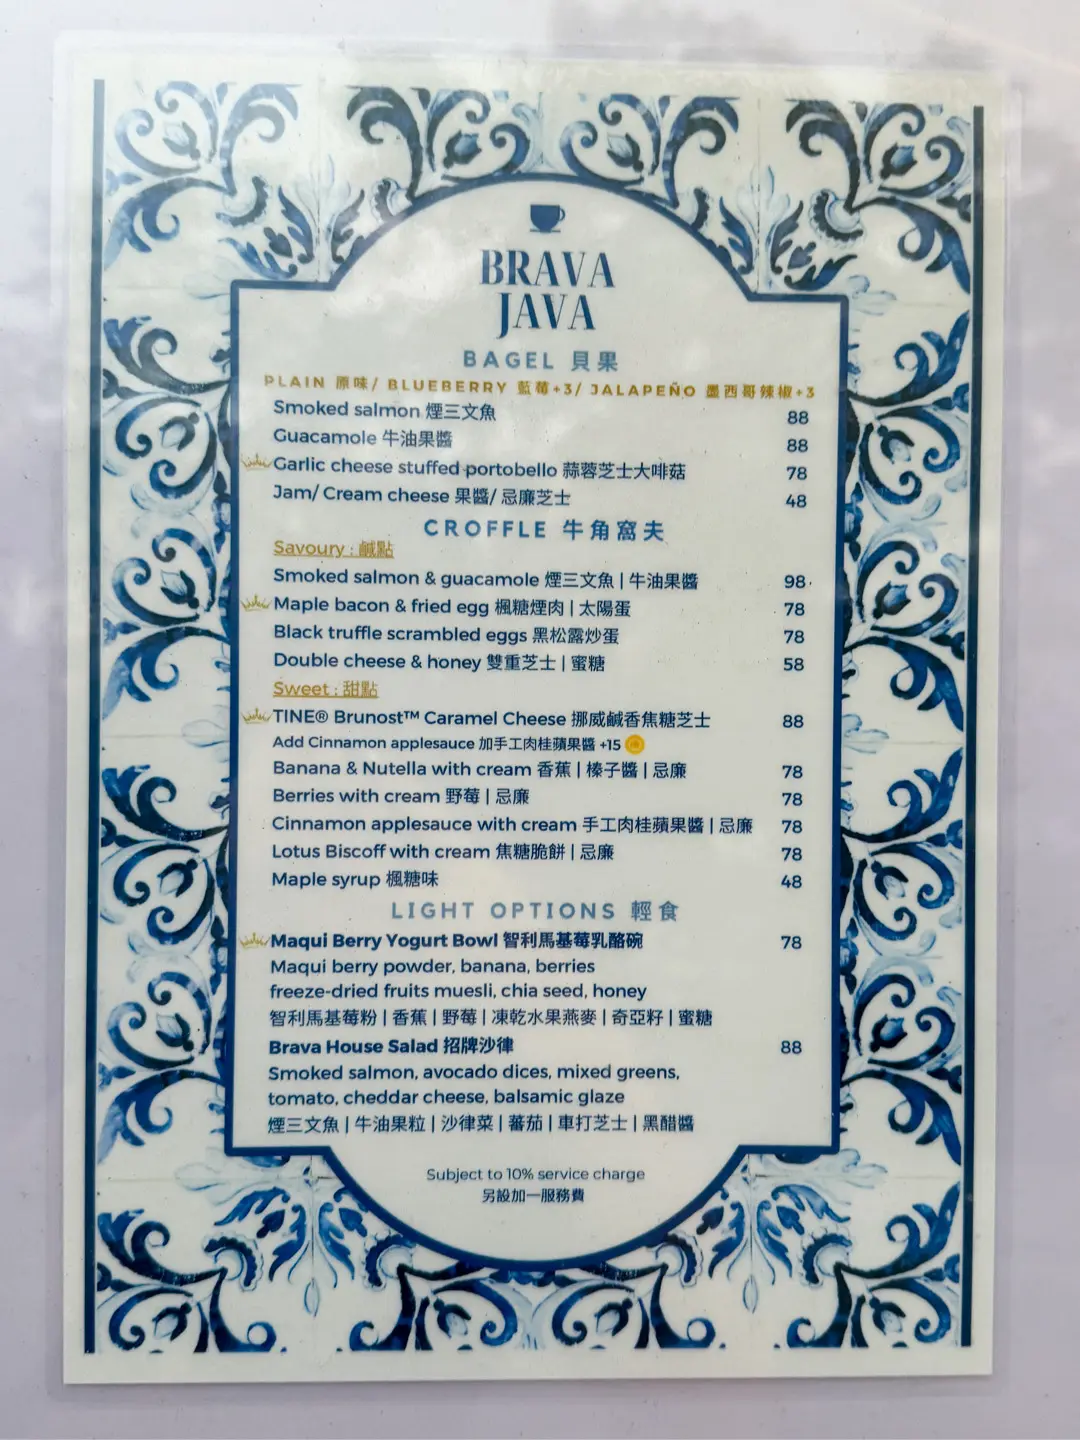 BRAVA
JAVA
BAGEL 貝果
PLAIN 原味/ BLUEBERRY 藍莓+3/ JALAPEÑO 墨西哥辣椒+3
Smoked salmon 煙三文魚 88
Guacamole 牛油果醬 88
Garlic cheese stuffed portobello 蒜蓉芝士大啡菇 78
Jam/ Cream cheese 果醬/ 忌廉芝士 48
CROFFLE 牛角窩夫
Savoury : 鹹點
Smoked salmon & guacamole 煙三文魚 | 牛油果醬 98
Maple bacon & fried egg 楓糖煙肉 | 太陽蛋 78
Black truffle scrambled eggs 黑松露炒蛋 78
Double cheese & honey 雙重芝士 | 蜜糖 58
Sweet : 甜點
TINE® Brunost™ Caramel Cheese 挪威鹹香焦糖芝士 88
Add Cinnamon applesauce 加手工肉桂蘋果醬 +15
Banana & Nutella with cream 香蕉 | 榛子醬 | 忌廉 78
Berries with cream 野莓 | 忌廉 78
Cinnamon applesauce with cream 手工肉桂蘋果醬 | 忌廉 78
Lotus Biscoff with cream 焦糖脆餅 | 忌廉 78
Maple syrup 楓糖味 48
LIGHT OPTIONS 輕食
Maqui Berry Yogurt Bowl 智利馬基莓乳酪碗 78
Maqui berry powder, banana, berries
freeze-dried fruits muesli, chia seed, honey
智利馬基莓粉 | 香蕉 | 野莓 | 凍乾水果燕麥 | 奇亞籽 | 蜜糖
Brava House Salad 招牌沙律 88
Smoked salmon, avocado dices, mixed greens,
tomato, cheddar cheese, balsamic glaze
煙三文魚 | 牛油果粒 | 沙律菜 | 蕃茄 | 車打芝士 | 黑醋醬
Subject to 10% service charge
另設加一服務費